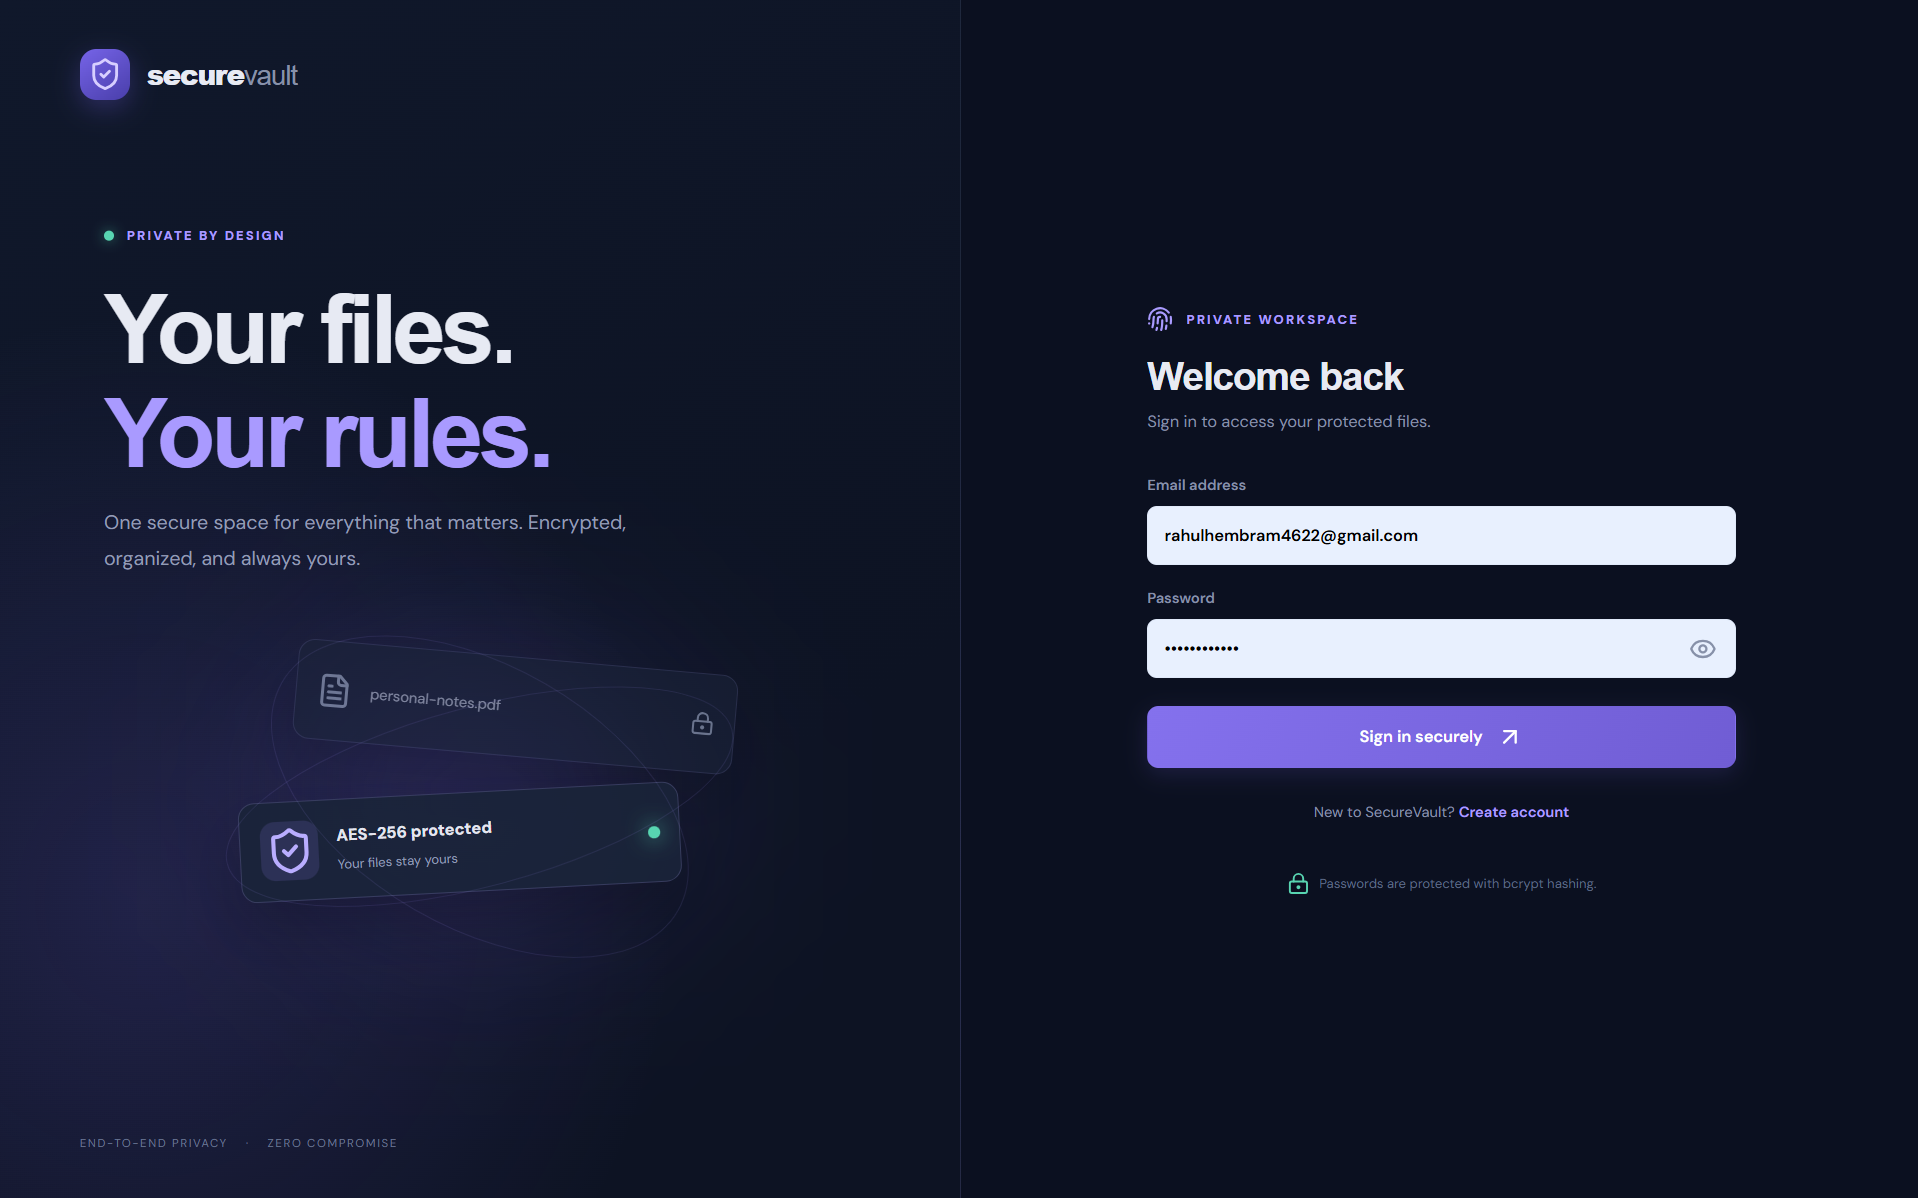 securevault
PRIVATE BY DESIGN
Your files.
Your rules.
One secure space for everything that matters. Encrypted,
organized, and always yours.
personal-notes.pdf
AES-256 protected
Your files stay yours
END-TO-END PRIVACY · ZERO COMPROMISE
PRIVATE WORKSPACE
Welcome back
Sign in to access your protected files.
Email address
rahulhembram4622@gmail.com
Password
••••••••••••
Sign in securely
New to SecureVault? Create account
Passwords are protected with bcrypt hashing.